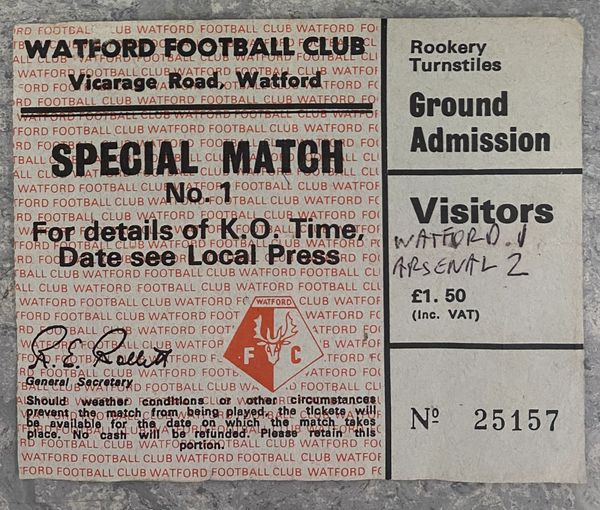 WATFORD FOOTBALL CLUB
Vicarage Road, Watford
SPECIAL MATCH
No. 1
For details of K.O. Time,
Date see Local Press
WATFORD
F C
R. E. Rollitt
General Secretary
Should weather conditions or other circumstances
prevent the match from being played, the tickets will
be available for the date on which the match takes
place. No cash will be refunded. Please retain this
portion.
Rookery
Turnstiles
Ground
Admission
Visitors
WATFORD. 1
ARSENAL 2
£1. 50
(Inc. VAT)
Nº 25157